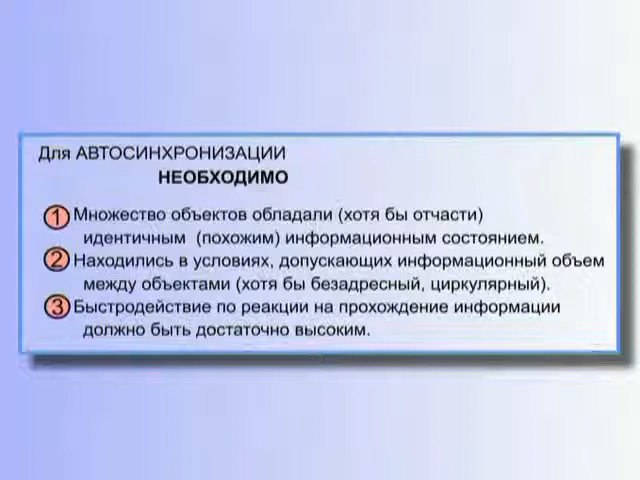 Для АВТОСИНХРОНИЗАЦИИ
НЕОБХОДИМО
1 Множество объектов обладали (хотя бы отчасти)
идентичным (похожим) информационным состоянием.
2 Находились в условиях, допускающих информационный объем
между объектами (хотя бы безадресный, циркулярный).
3 Быстродействие по реакции на прохождение информации
должно быть достаточно высоким.